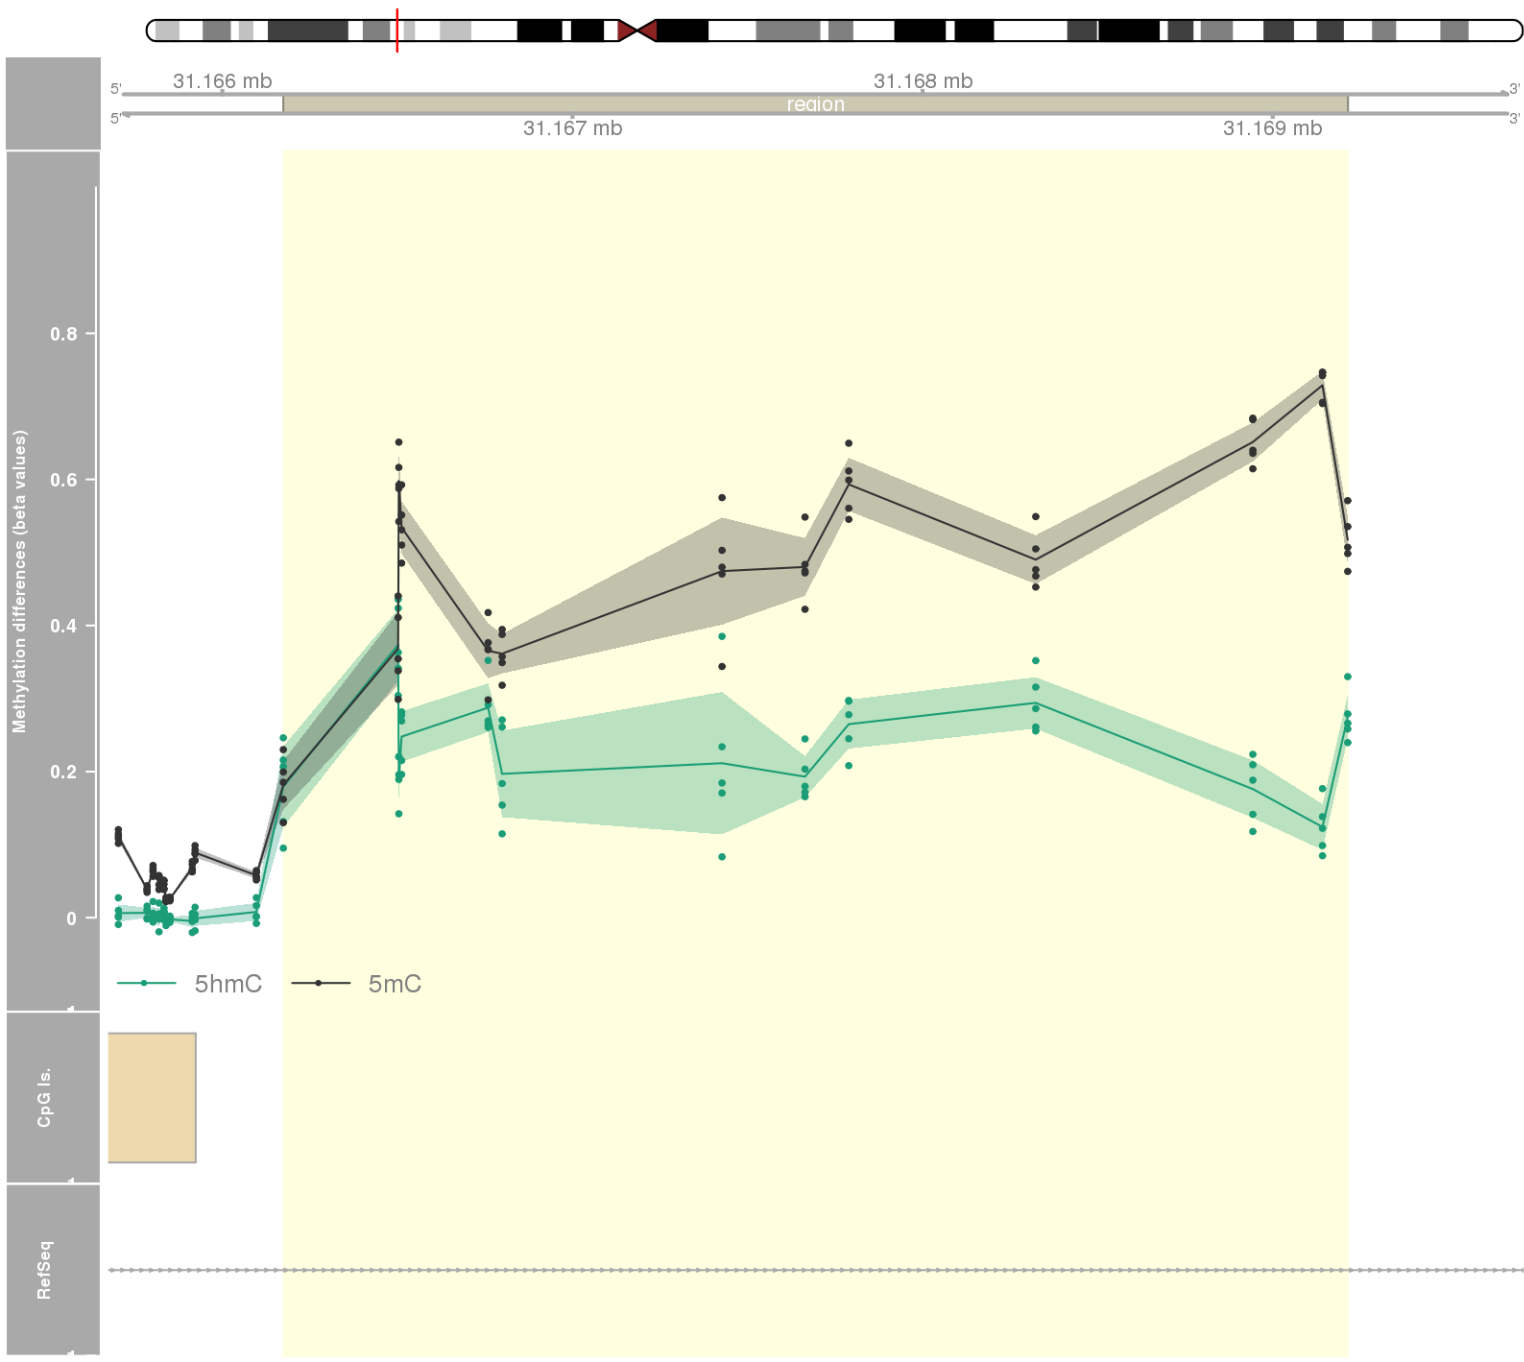 31.166 mb
31.168 mb
5'
3'
region
5'
3'
31.167 mb
31.169 mb
Methylation differences (beta values)
0.8
0.6
0.4
0.2
0
5hmC
5mC
CpG Is.
RefSeq